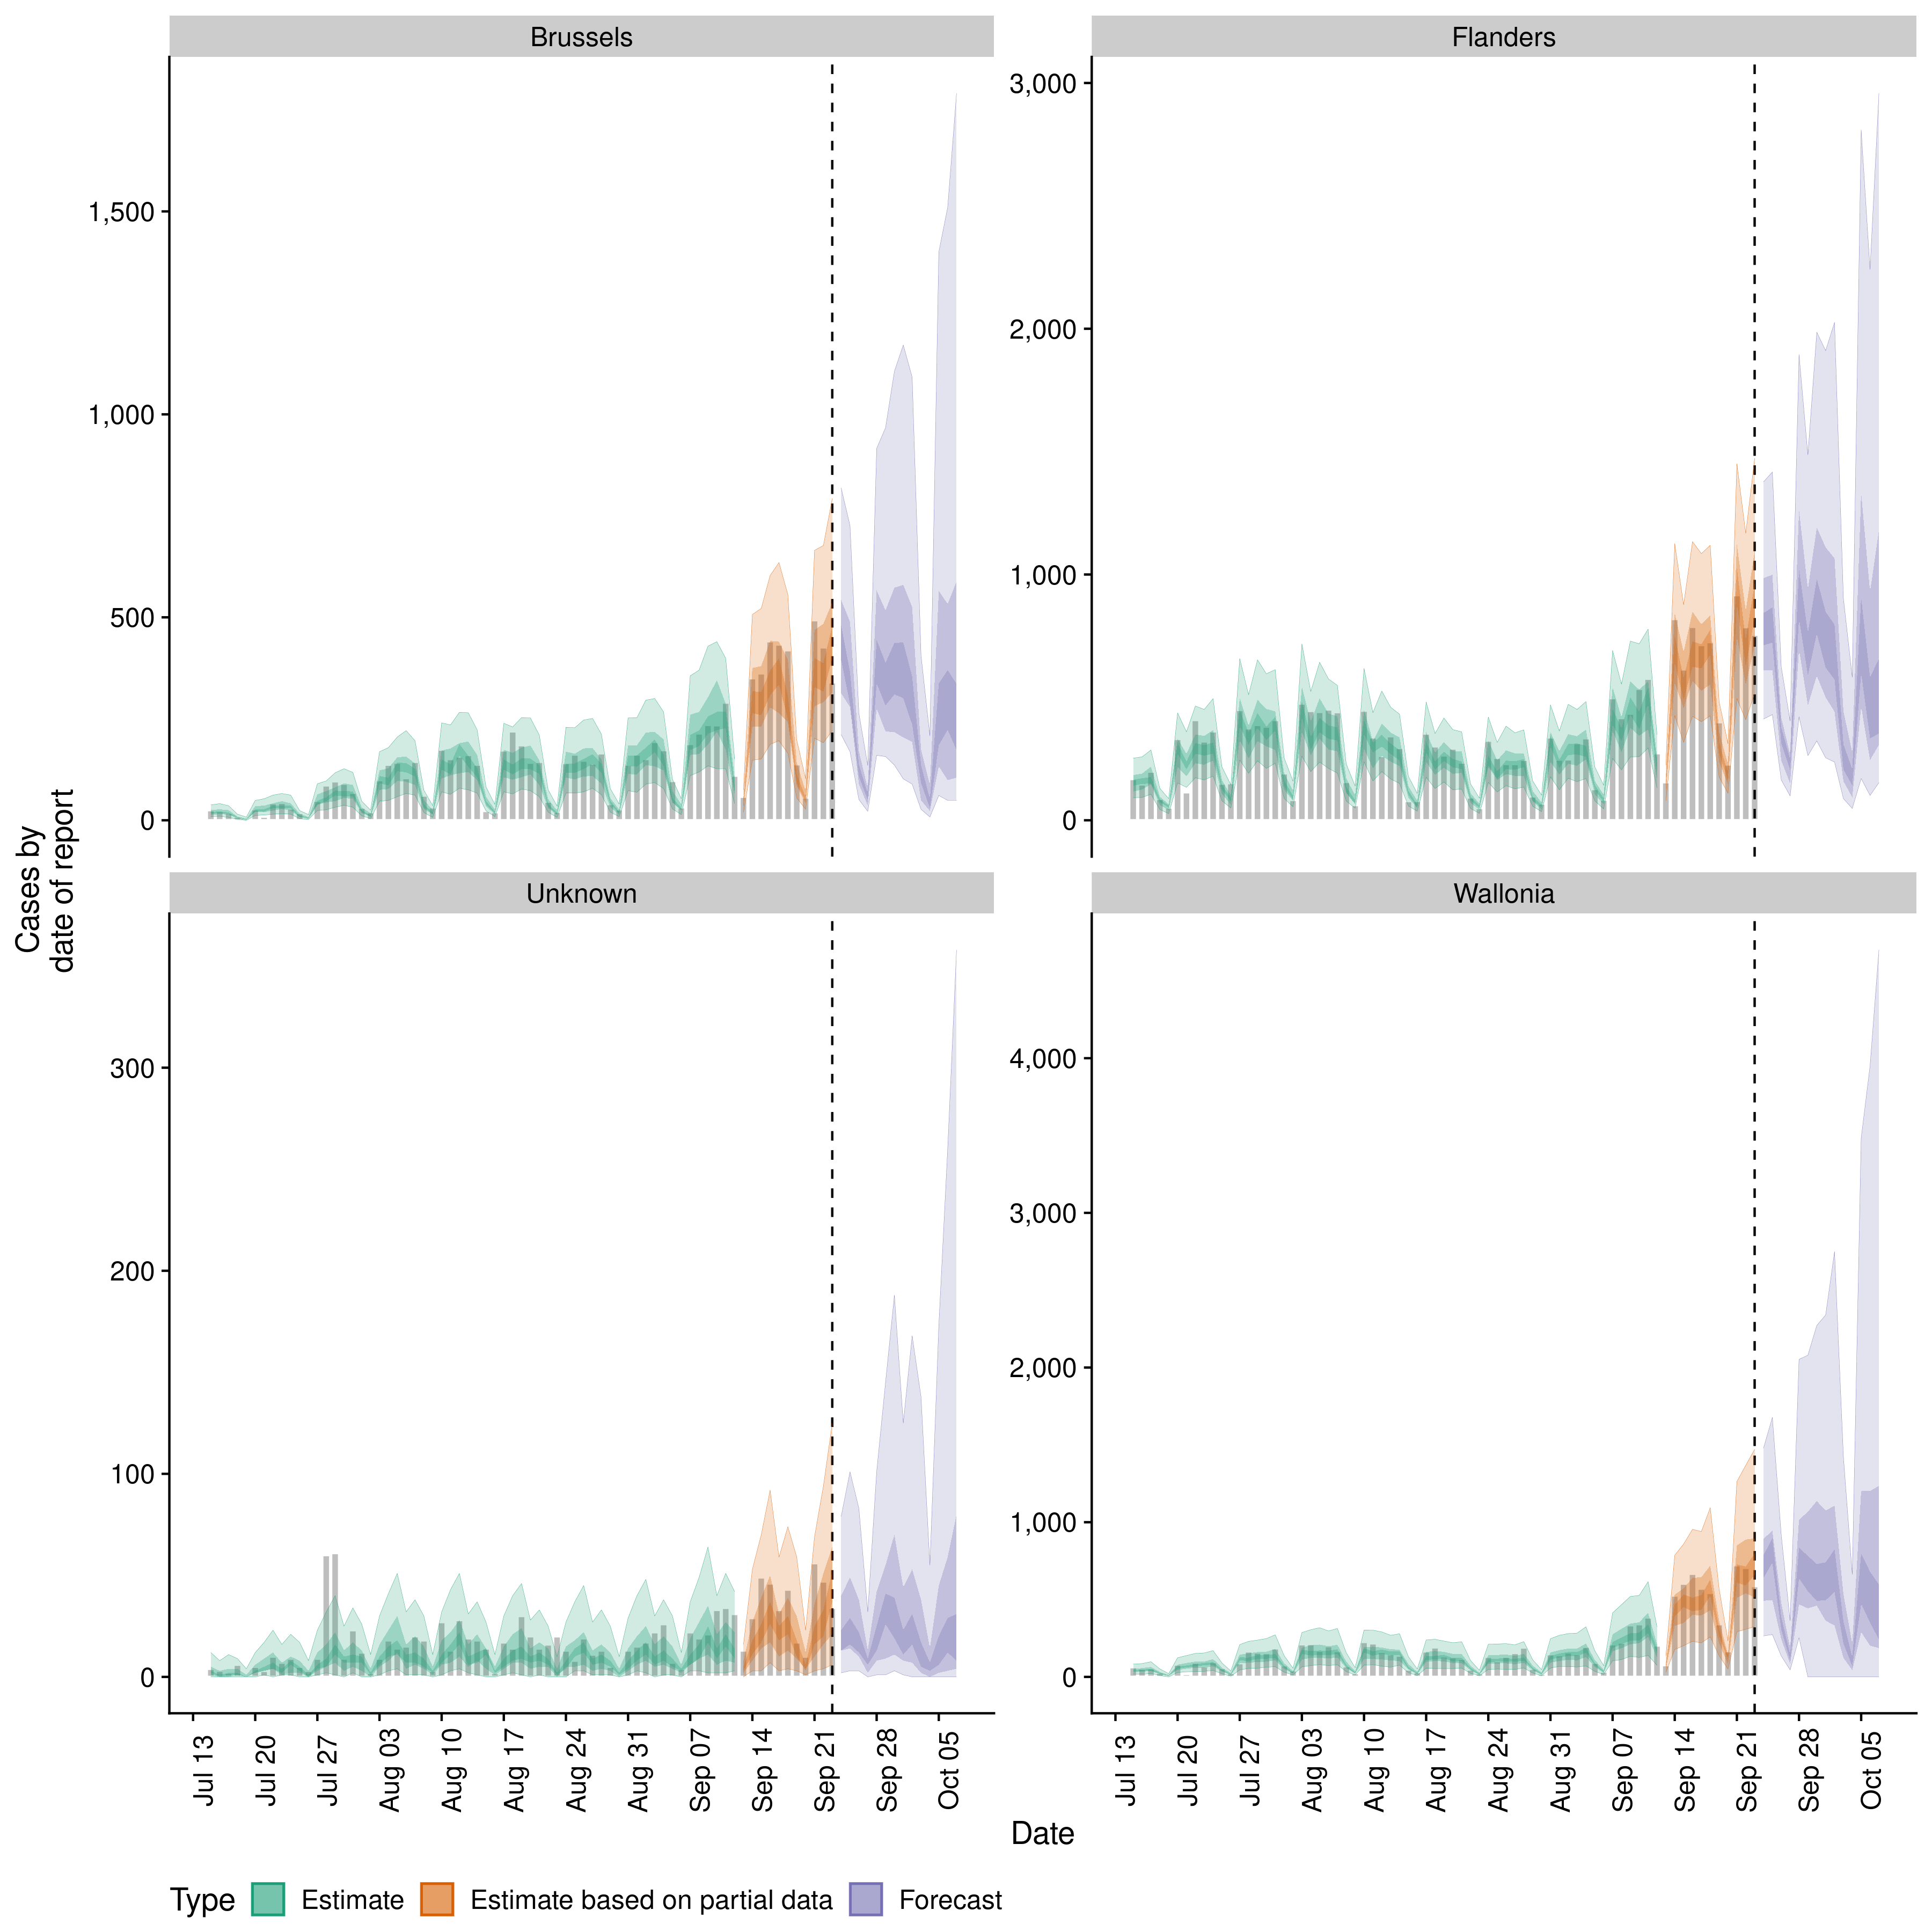 Brussels
Flanders
1,500
1,000
500
0
3,000
2,000
1,000
0
Cases by
date of report
Unknown
Wallonia
300
200
100
0
4,000
3,000
2,000
1,000
0
Jul 13
Jul 20
Jul 27
Aug 03
Aug 10
Aug 17
Aug 24
Aug 31
Sep 07
Sep 14
Sep 21
Sep 28
Oct 05
Jul 13
Jul 20
Jul 27
Aug 03
Aug 10
Aug 17
Aug 24
Aug 31
Sep 07
Sep 14
Sep 21
Sep 28
Oct 05
Date
Type Estimate Estimate based on partial data Forecast